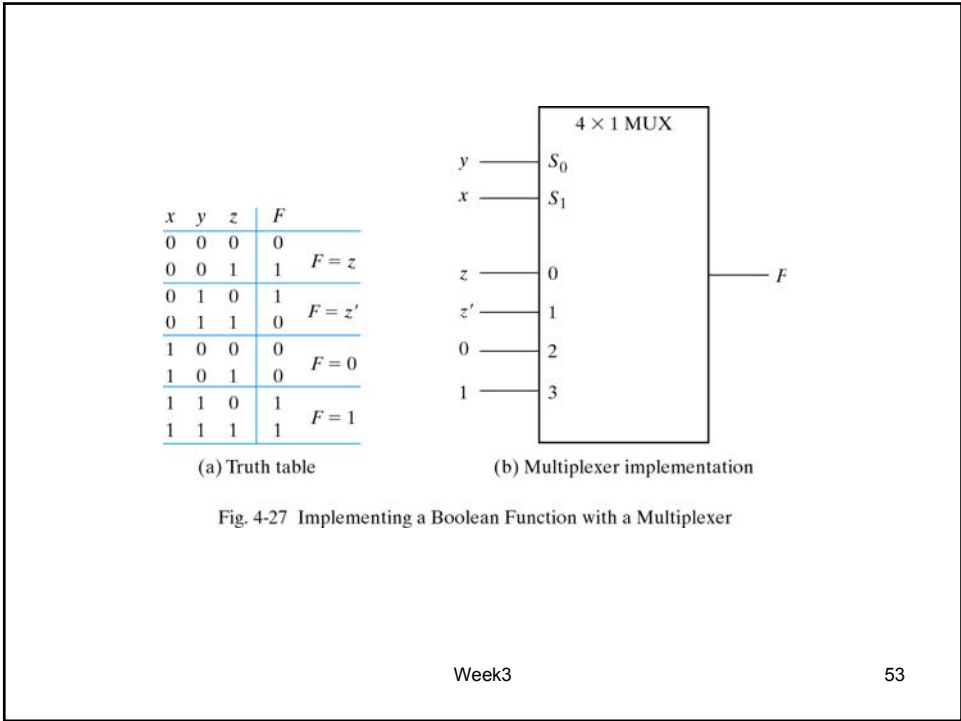 x y z F
0 0 0 0
0 0 1 1
F = z
0 1 0 1
0 1 1 0
F = z'
1 0 0 0
1 0 1 0
F = 0
1 1 0 1
1 1 1 1
F = 1
(a) Truth table
4 × 1 MUX
y S0
x S1
z 0
F
z' 1
0 2
1 3
(b) Multiplexer implementation
Fig. 4-27 Implementing a Boolean Function with a Multiplexer
Week3
53